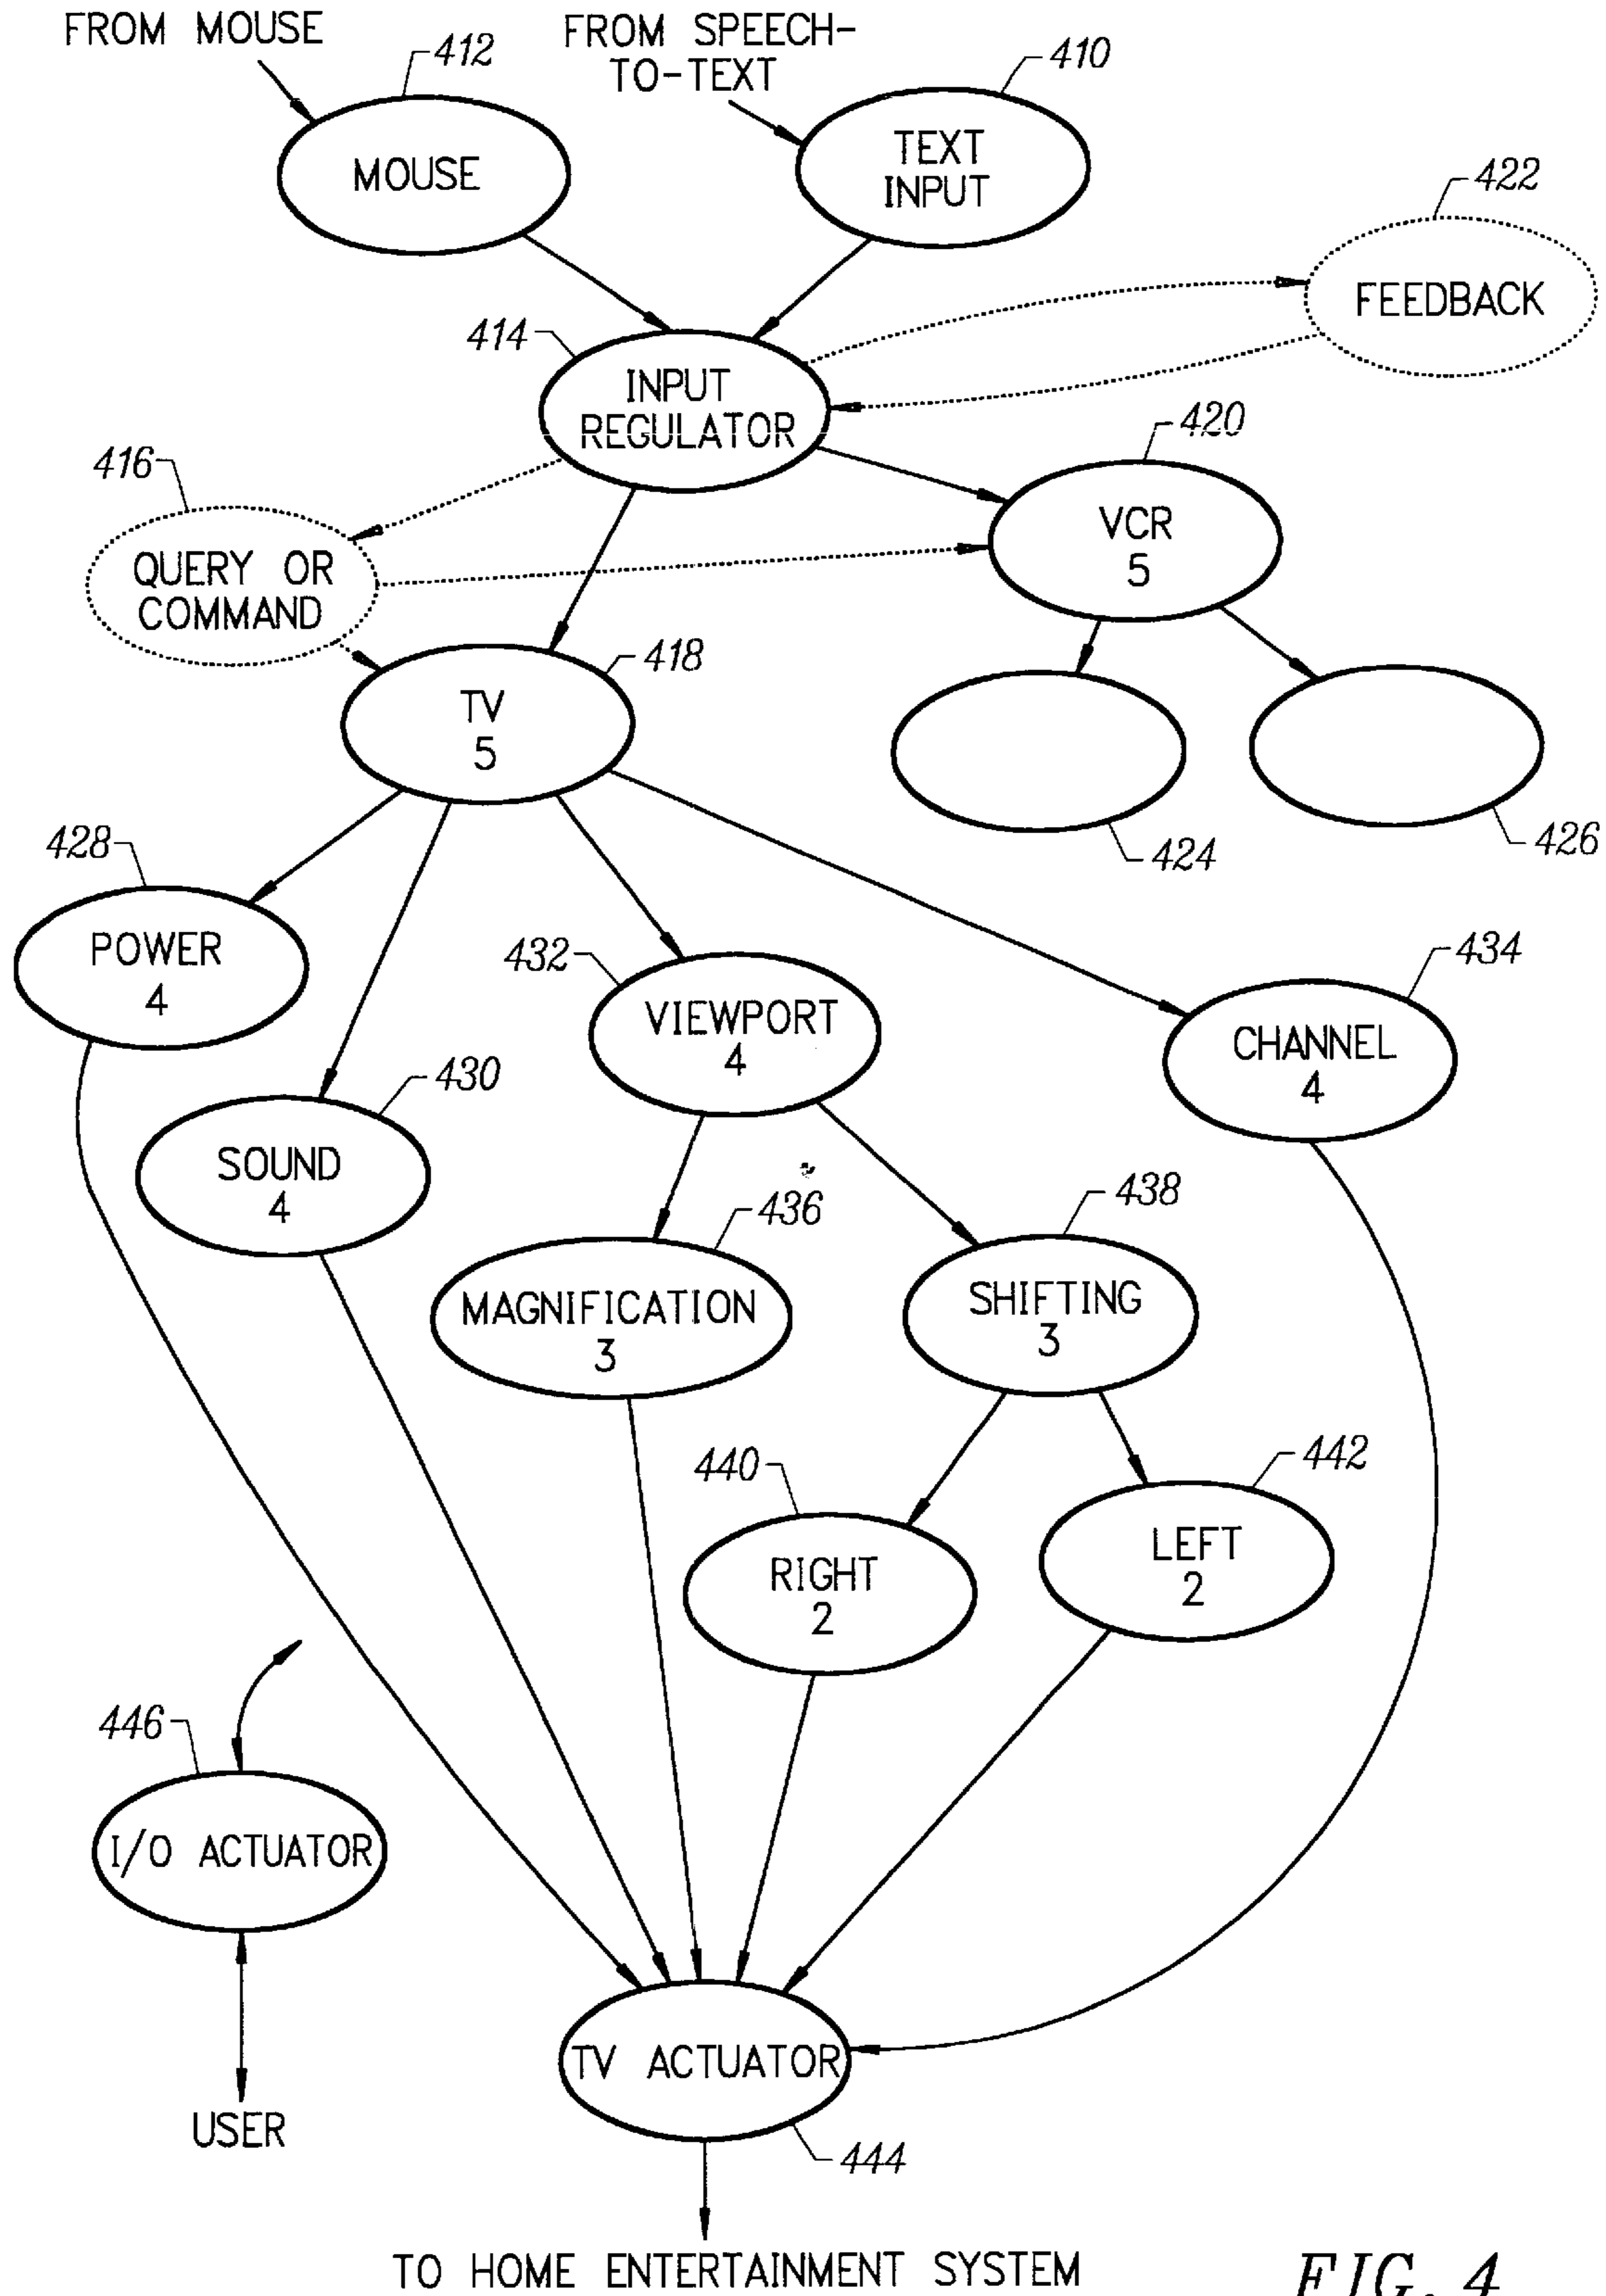 FROM MOUSE
412
FROM SPEECH-
TO-TEXT
410
MOUSE
TEXT
INPUT
422
FEEDBACK
414
INPUT
REGULATOR
420
416
VCR
5
QUERY OR
COMMAND
418
TV
5
424
426
428
POWER
4
432
VIEWPORT
4
434
CHANNEL
4
430
SOUND
4
436
438
MAGNIFICATION
3
SHIFTING
3
440
442
RIGHT
2
LEFT
2
446
I/O ACTUATOR
USER
TV ACTUATOR
444
TO HOME ENTERTAINMENT SYSTEM
FIG. 4